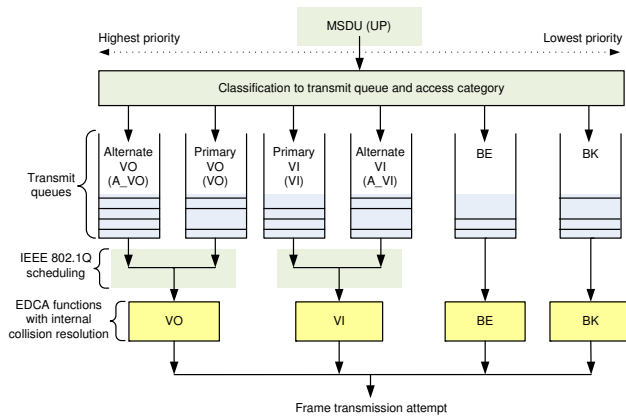 MSDU (UP)
Highest priority
Lowest priority
Classification to transmit queue and access category
Transmit
queues
Alternate
VO
(A_VO)
Primary
VO
(VO)
Primary
VI
(VI)
Alternate
VI
(A_VI)
BE
BK
IEEE 802.1Q
scheduling
EDCA functions
with internal
collision resolution
VO
VI
BE
BK
Frame transmission attempt